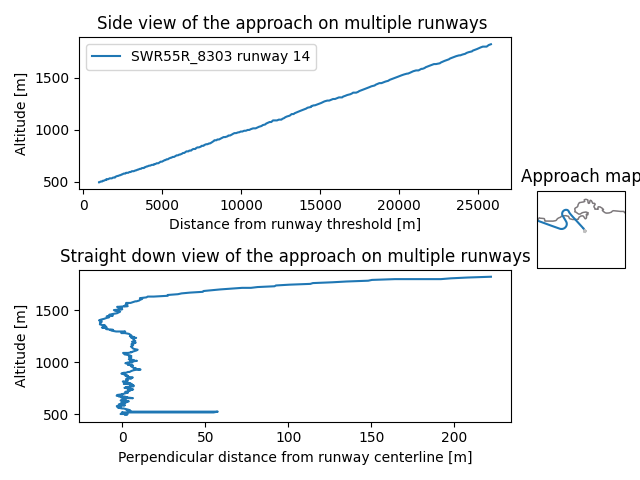 Side view of the approach on multiple runways
SWR55R_8303 runway 14
Altitude [m]
1500
1000
500
0
5000
10000
15000
20000
25000
Distance from runway threshold [m]
Approach map
Straight down view of the approach on multiple runways
Altitude [m]
1500
1000
500
0
50
100
150
200
Perpendicular distance from runway centerline [m]